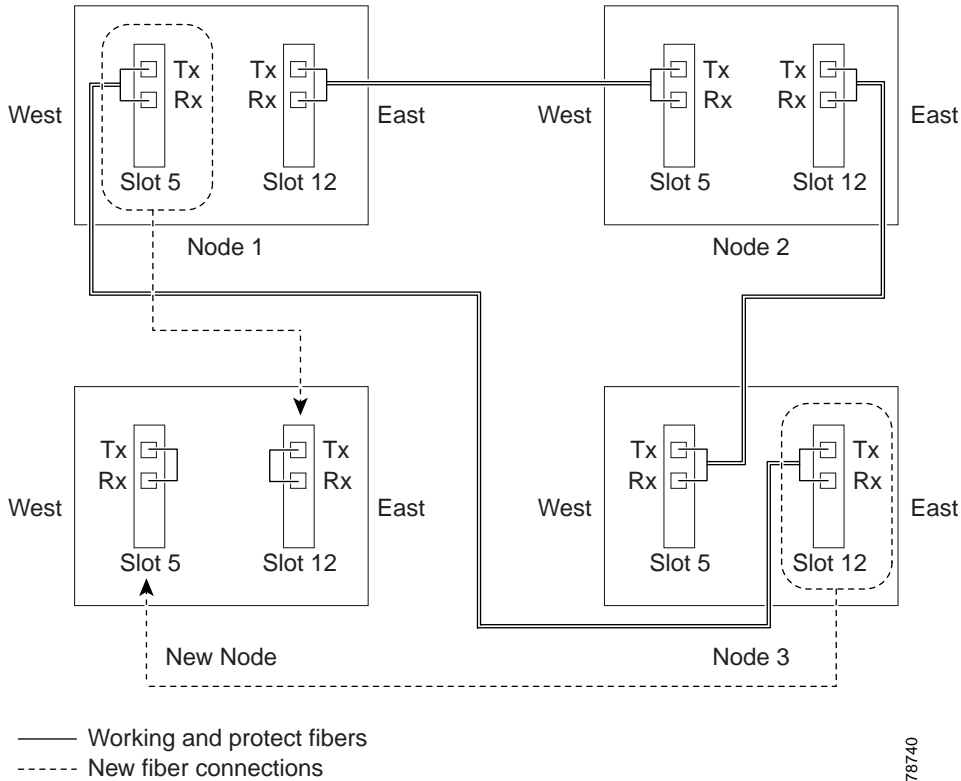 Tx Tx Tx Tx
Rx Rx Rx Rx
West East West East
Slot 5 Slot 12 Slot 5 Slot 12
Node 1 Node 2
Tx Tx Tx Tx
Rx Rx Rx Rx
West East West East
Slot 5 Slot 12 Slot 5 Slot 12
New Node Node 3
Working and protect fibers
New fiber connections
78740